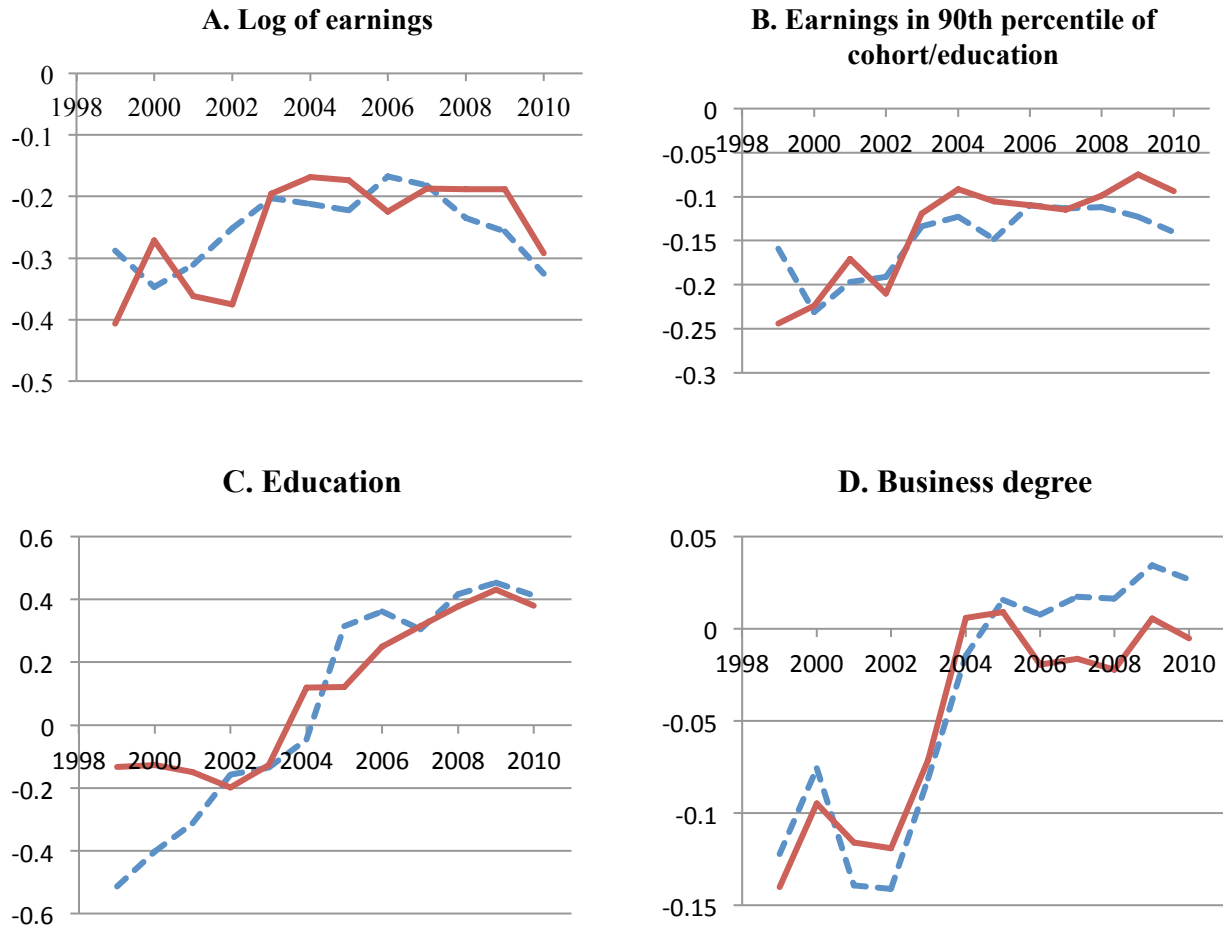 A. Log of earnings
0
1998 2000 2002 2004 2006 2008 2010
-0.1
-0.2
-0.3
-0.4
-0.5
B. Earnings in 90th percentile of
cohort/education
0
1998 2000 2002 2004 2006 2008 2010
-0.05
-0.1
-0.15
-0.2
-0.25
-0.3
C. Education
0.6
0.4
0.2
0
1998 2000 2002 2004 2006 2008 2010
-0.2
-0.4
-0.6
D. Business degree
0.05
0
1998 2000 2002 2004 2006 2008 2010
-0.05
-0.1
-0.15